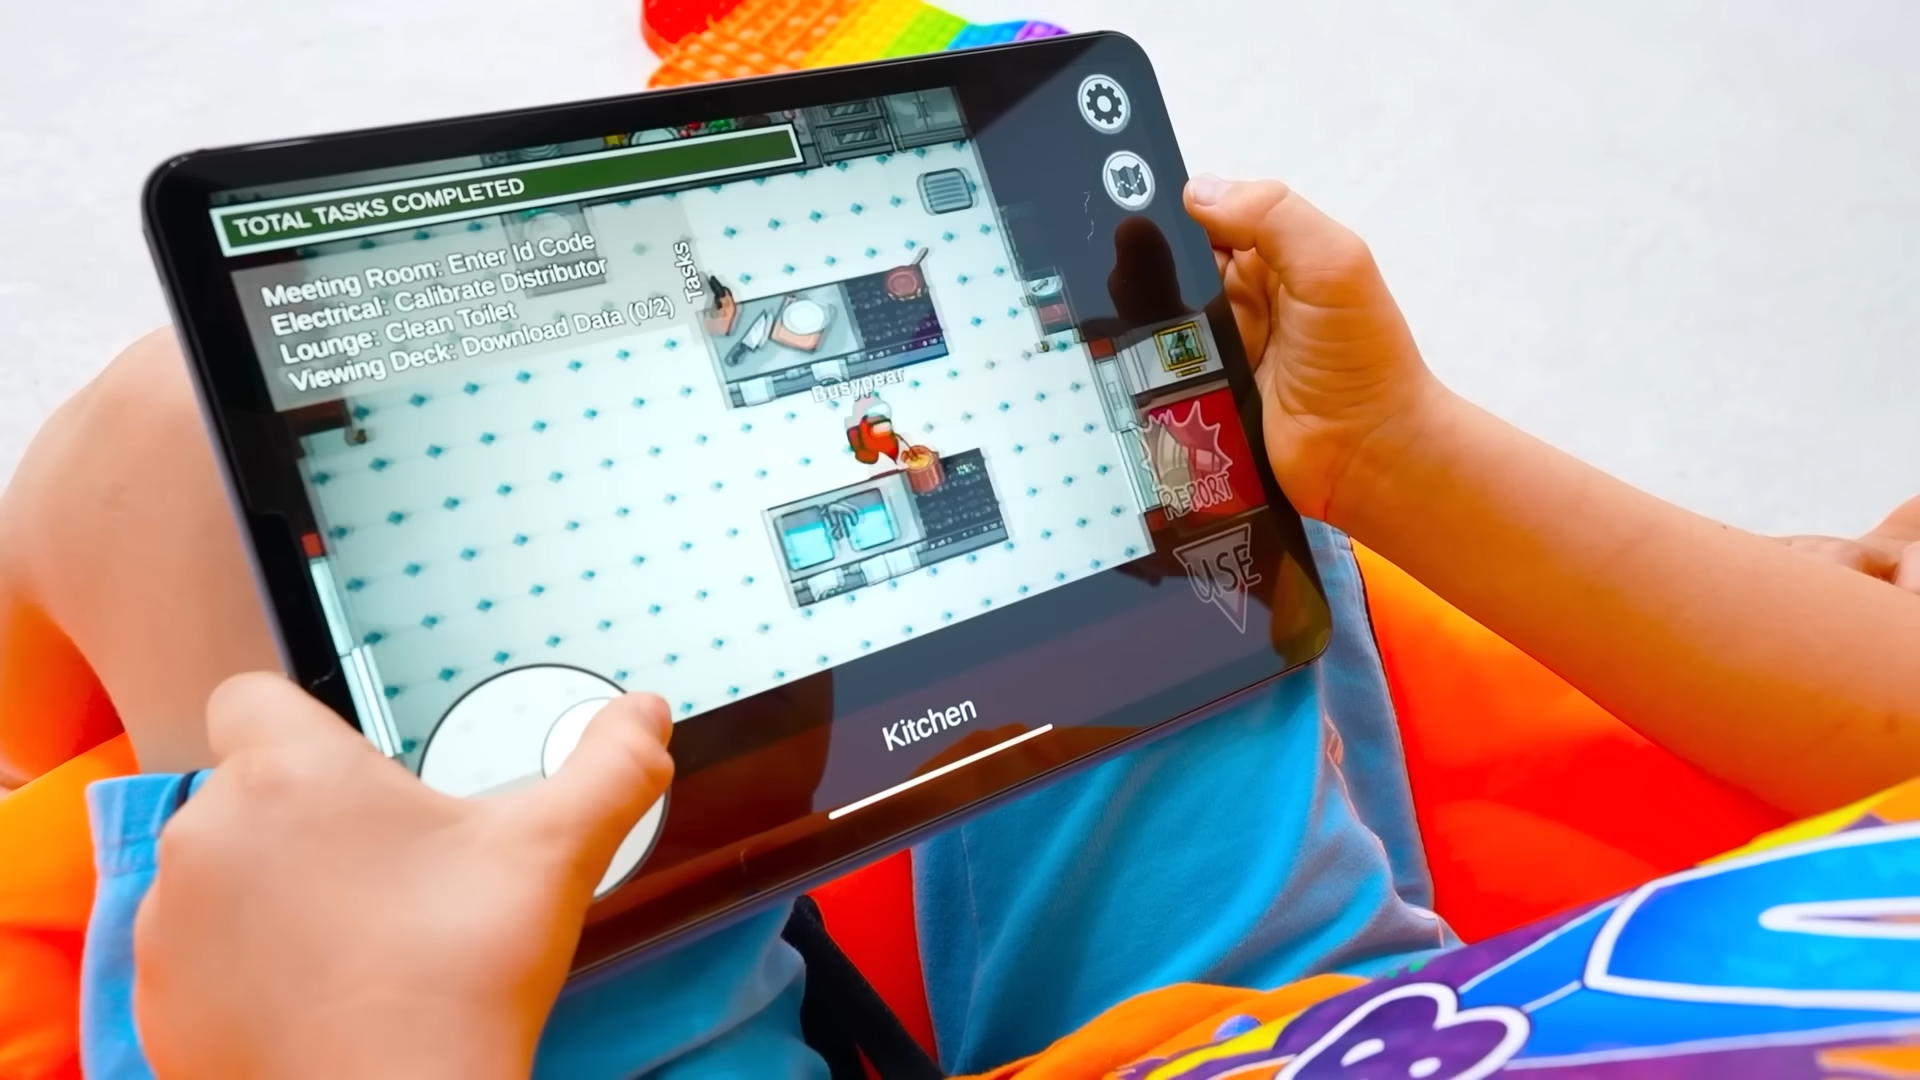 TOTAL TASKS COMPLETED
Meeting Room: Enter Id Code
Electrical: Calibrate Distributor
Lounge: Clean Toilet
Viewing Deck: Download Data (0/2)
Tasks
Busypear
REPORT
USE
Kitchen